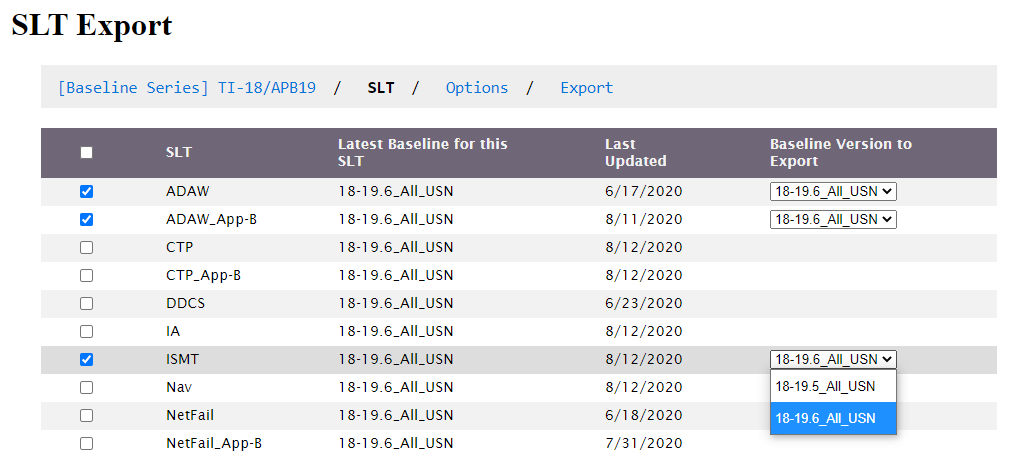 SLT Export
[Baseline Series] TI-18/APB19 / SLT / Options / Export
SLT Latest Baseline for this SLT Last Updated Baseline Version to Export
ADAW 18-19.6_All_USN 6/17/2020 18-19.6_All_USN
ADAW_App-B 18-19.6_All_USN 8/11/2020 18-19.6_All_USN
CTP 18-19.6_All_USN 8/12/2020
CTP_App-B 18-19.6_All_USN 8/12/2020
DDCS 18-19.6_All_USN 6/23/2020
IA 18-19.6_All_USN 8/12/2020
ISMT 18-19.6_All_USN 8/12/2020 18-19.6_All_USN
Nav 18-19.6_All_USN 8/12/2020 18-19.5_All_USN
NetFail 18-19.6_All_USN 6/18/2020 18-19.6_All_USN
NetFail_App-B 18-19.6_All_USN 7/31/2020